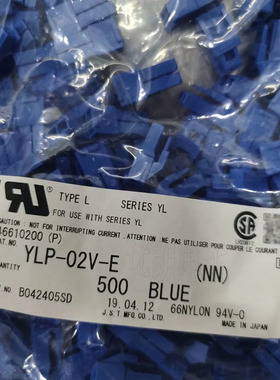 TYPE L SERIES YL
FOR USE WITH SERIES YL
46610200 (P)
NOT FOR INTERRUPTING CURRENT, ATTENTION, NE PAS UTILISER POUR COUPER LE COURANT
YLP-02V-E (NN)
500 BLUE
NO. B042405SD 19.04.12 66NYLON 94V-0
J.S.T. MFG.CO.,LTD. MADE IN JAPAN